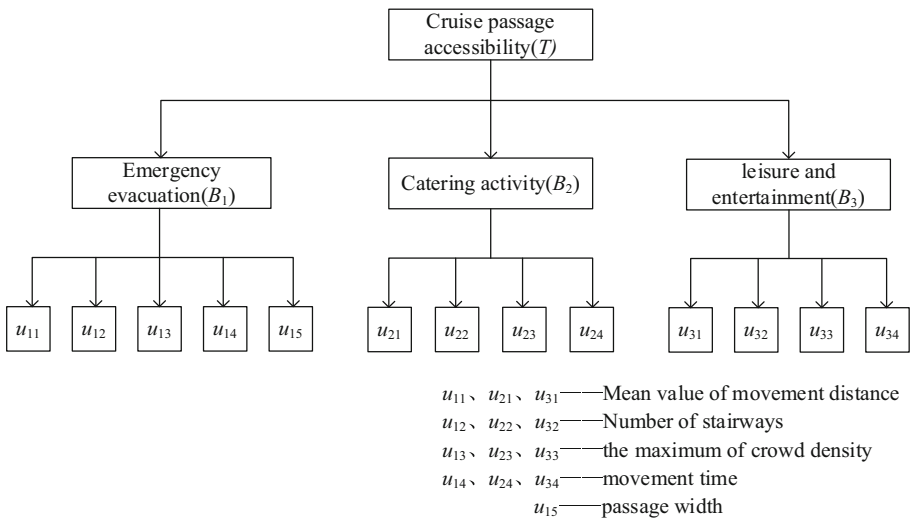 Cruise passage
accessibility(T)
Emergency
evacuation(B₁)
Catering activity(B₂)
leisure and
entertainment(B₃)
u₁₁
u₁₂
u₁₃
u₁₄
u₁₅
u₂₁
u₂₂
u₂₃
u₂₄
u₃₁
u₃₂
u₃₃
u₃₄
u₁₁、u₂₁、u₃₁——Mean value of movement distance
u₁₂、u₂₂、u₃₂——Number of stairways
u₁₃、u₂₃、u₃₃——the maximum of crowd density
u₁₄、u₂₄、u₃₄——movement time
u₁₅——passage width